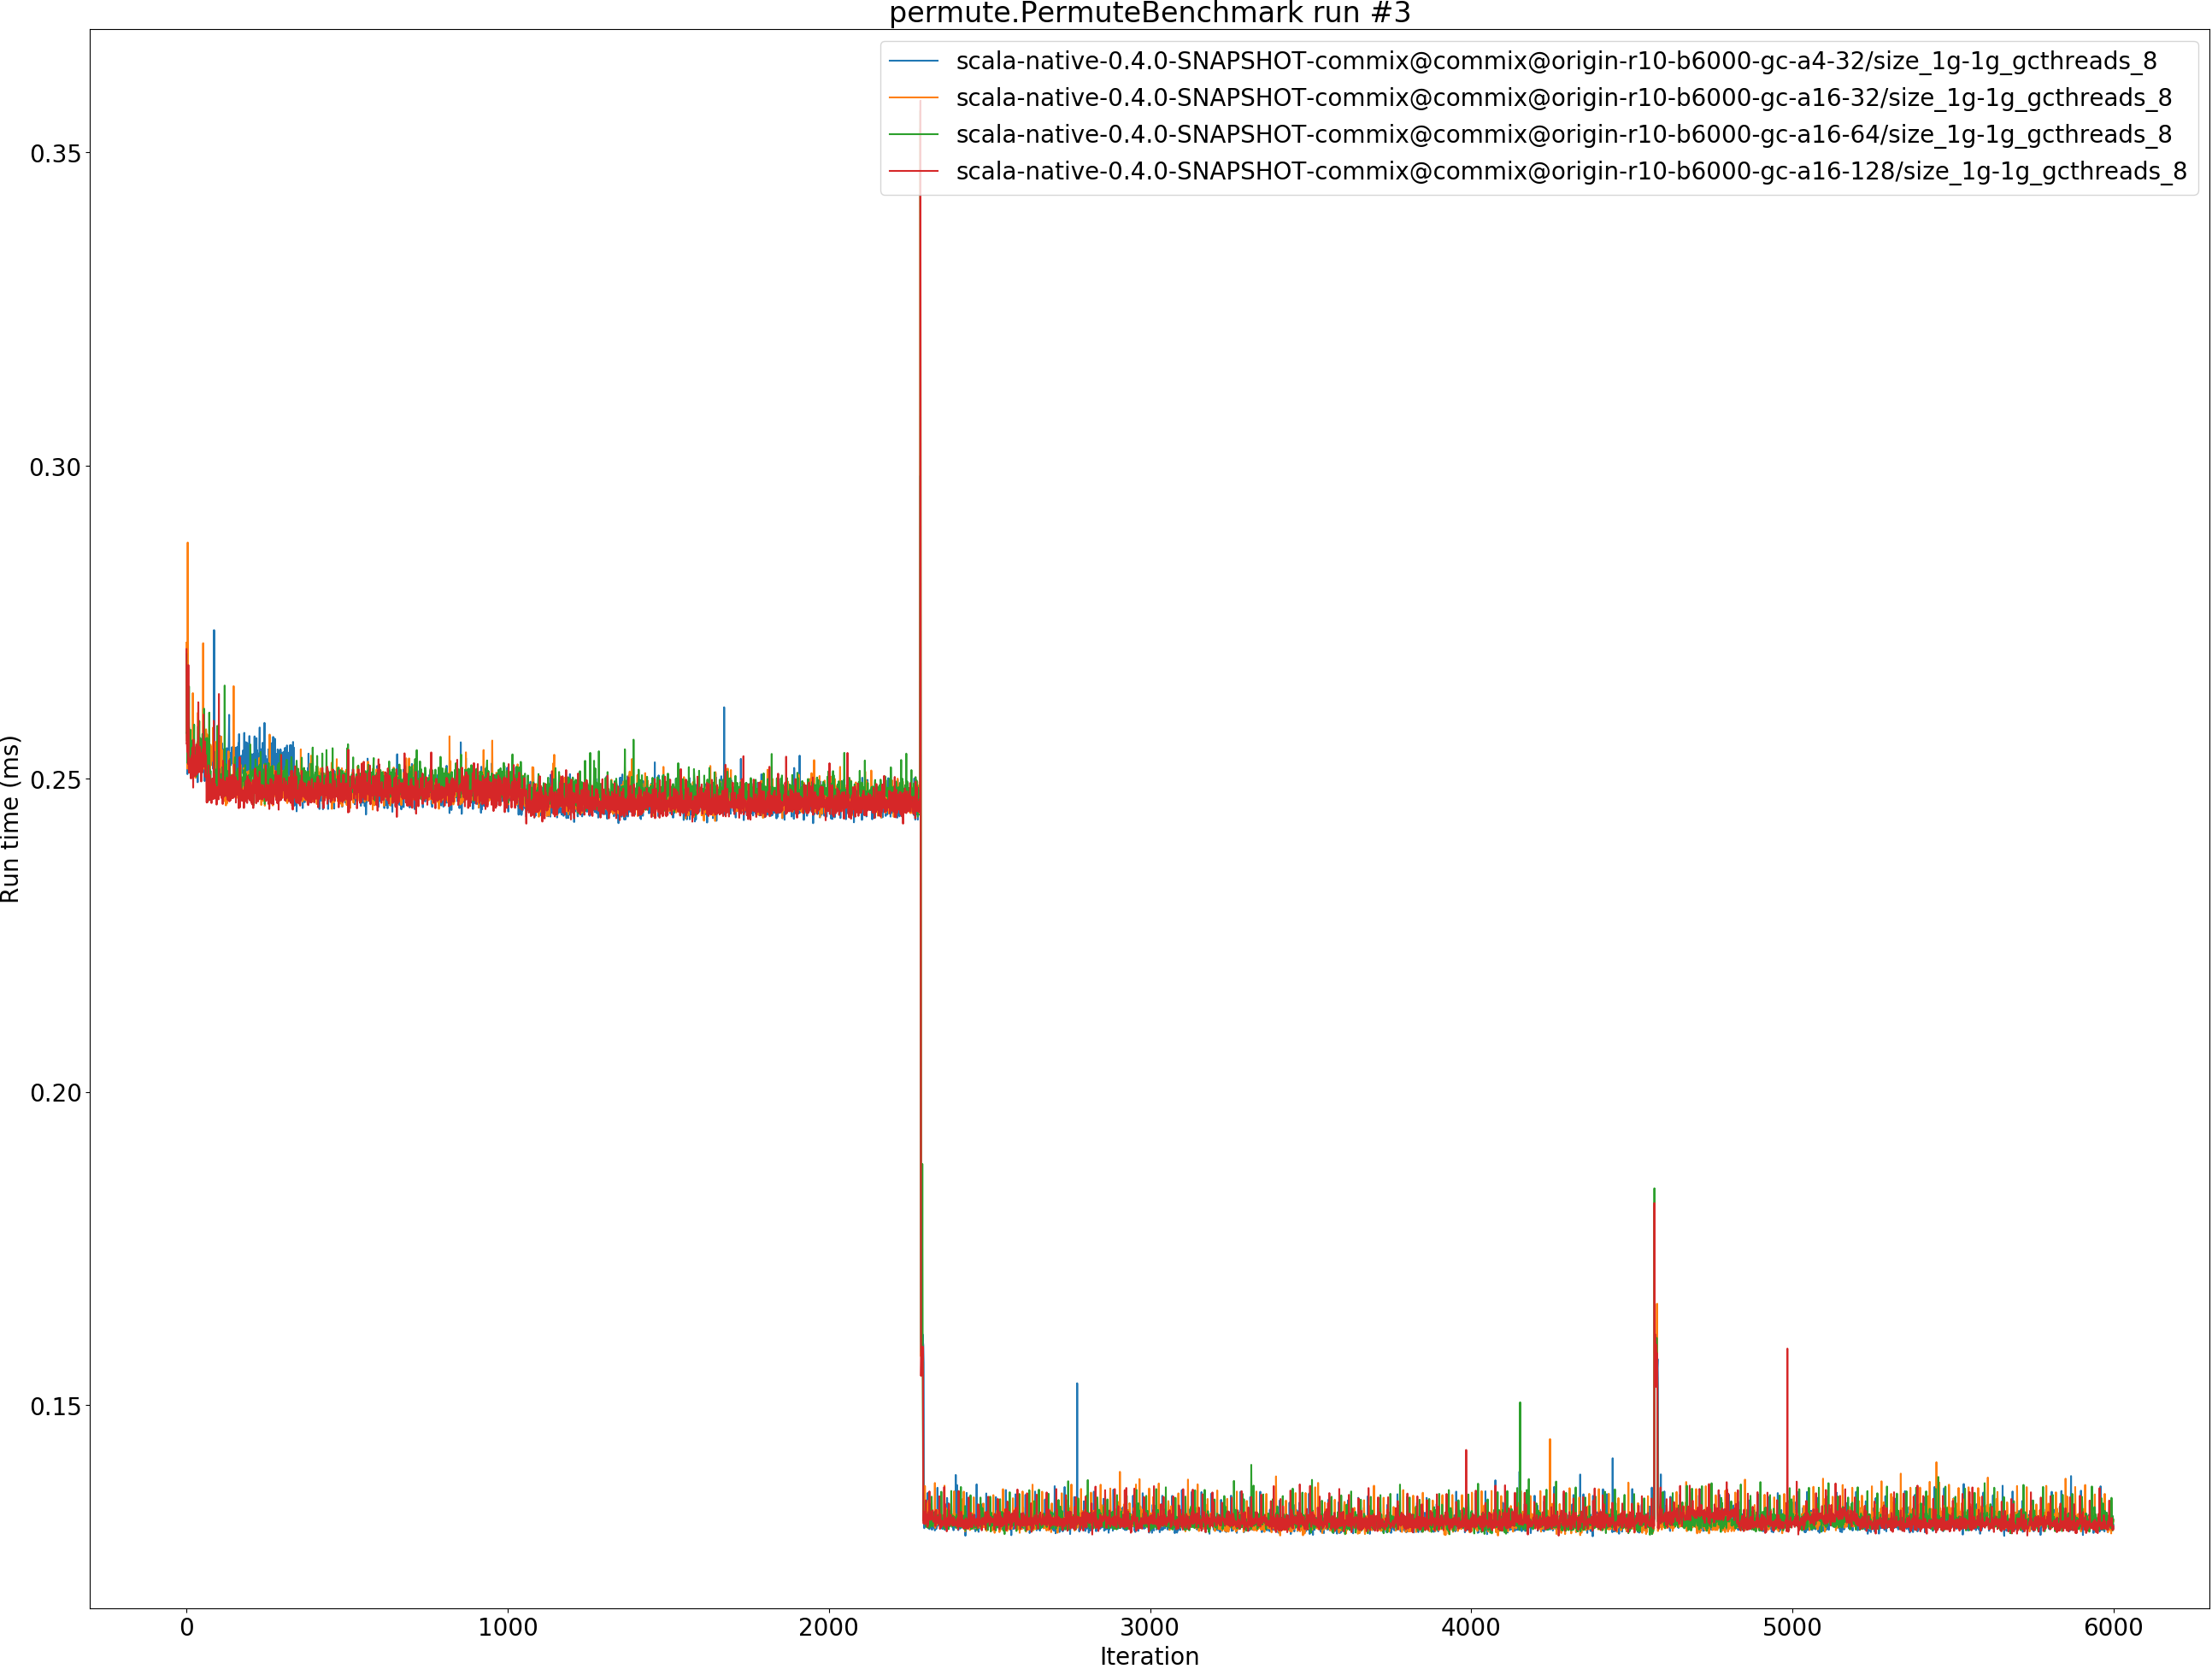 permute.PermuteBenchmark run #3
scala-native-0.4.0-SNAPSHOT-commix@commix@origin-r10-b6000-gc-a4-32/size_1g-1g_gcthreads_8
scala-native-0.4.0-SNAPSHOT-commix@commix@origin-r10-b6000-gc-a16-32/size_1g-1g_gcthreads_8
scala-native-0.4.0-SNAPSHOT-commix@commix@origin-r10-b6000-gc-a16-64/size_1g-1g_gcthreads_8
scala-native-0.4.0-SNAPSHOT-commix@commix@origin-r10-b6000-gc-a16-128/size_1g-1g_gcthreads_8
Run time (ms)
0.35
0.30
0.25
0.20
0.15
0 1000 2000 3000 4000 5000 6000
Iteration